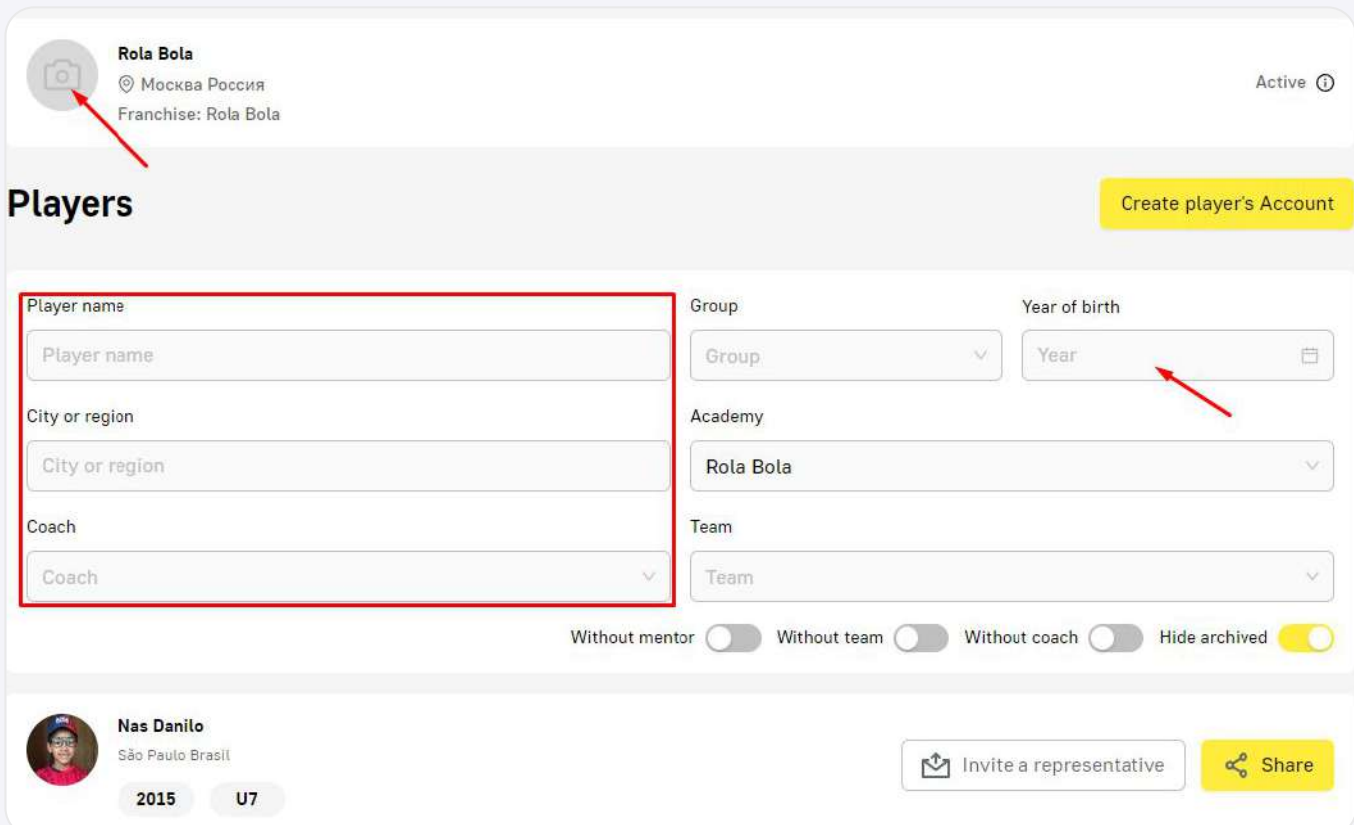 Rola Bola
Москва Россия
Franchise: Rola Bola
Active
Players
Create player's Account
Player name
Group
Year of birth
Player name
Group
Year
City or region
Academy
City or region
Rola Bola
Coach
Team
Coach
Team
Without mentor
Without team
Without coach
Hide archived
Nas Danilo
São Paulo Brasil
Invite a representative
Share
2015
U7